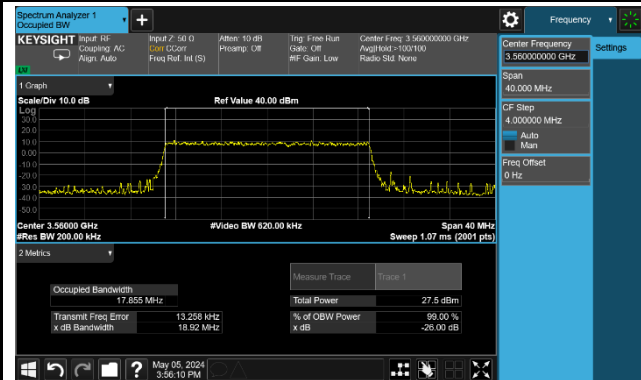 Spectrum Analyzer 1
Occupied BW
Frequency
KEYSIGHT
Input: RF
Coupling: AC
Align: Auto
Input Z: 50 Ω
Corr CCorr
Freq Ref: Int (S)
Atten: 10 dB
Preamp: Off
Trig: Free Run
Gate: Off
#IF Gain: Low
Center Freq: 3.560000000 GHz
Avg|Hold:>100/100
Radio Std: None
Center Frequency
3.560000000 GHz
Settings
Span
40.000 MHz
CF Step
4.000000 MHz
Auto
Man
Freq Offset
0 Hz
1 Graph
Scale/Div 10.0 dB
Ref Value 40.00 dBm
Log
30.0
20.0
10.0
0.00
-10.0
-20.0
-30.0
-40.0
-50.0
Center 3.56000 GHz
#Video BW 620.00 kHz
Span 40 MHz
#Res BW 200.00 kHz
Sweep 1.07 ms (2001 pts)
2 Metrics
Measure Trace
Trace 1
Occupied Bandwidth
17.855 MHz
Total Power
27.5 dBm
Transmit Freq Error
13.258 kHz
% of OBW Power
99.00 %
x dB Bandwidth
18.92 MHz
x dB
-26.00 dB
May 05, 2024
3:56:10 PM